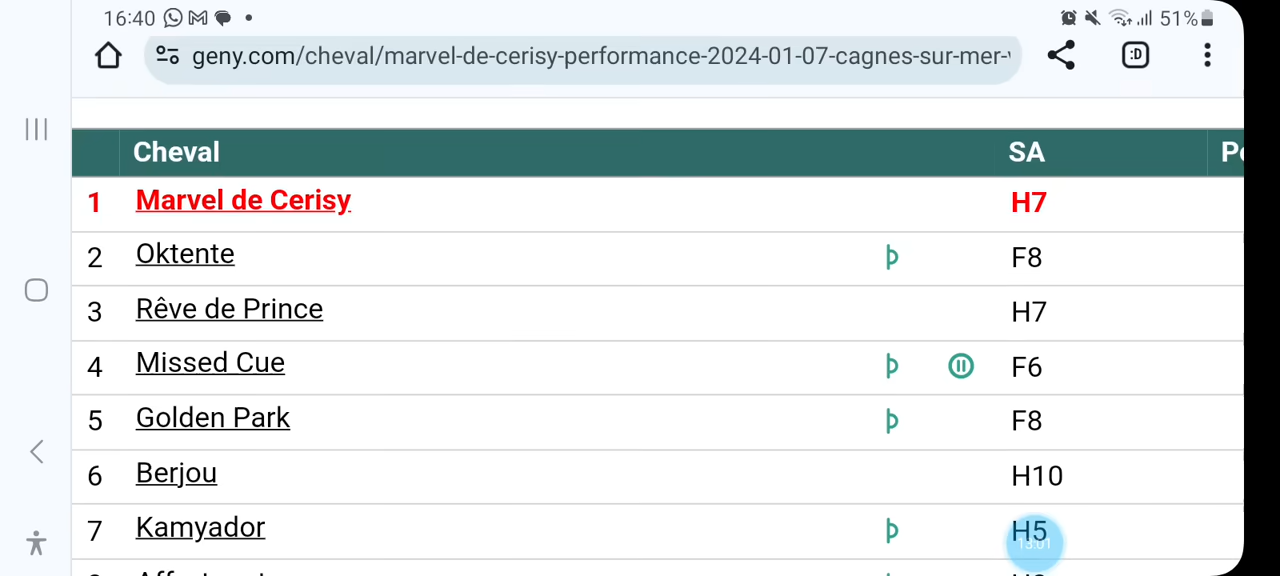 16:40 51%
geny.com/cheval/marvel-de-cerisy-performance-2024-01-07-cagnes-sur-mer-
Cheval SA
1 Marvel de Cerisy H7
2 Oktente F8
3 Rêve de Prince H7
4 Missed Cue F6
5 Golden Park F8
6 Berjou H10
7 Kamyador H5
13:01